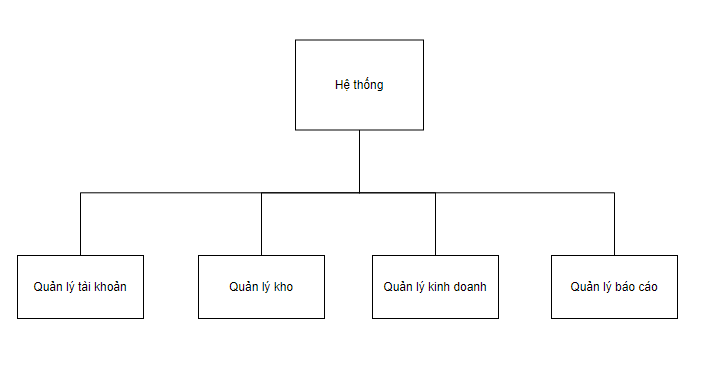 Hệ thống
Quản lý tài khoản
Quản lý kho
Quản lý kinh doanh
Quản lý báo cáo